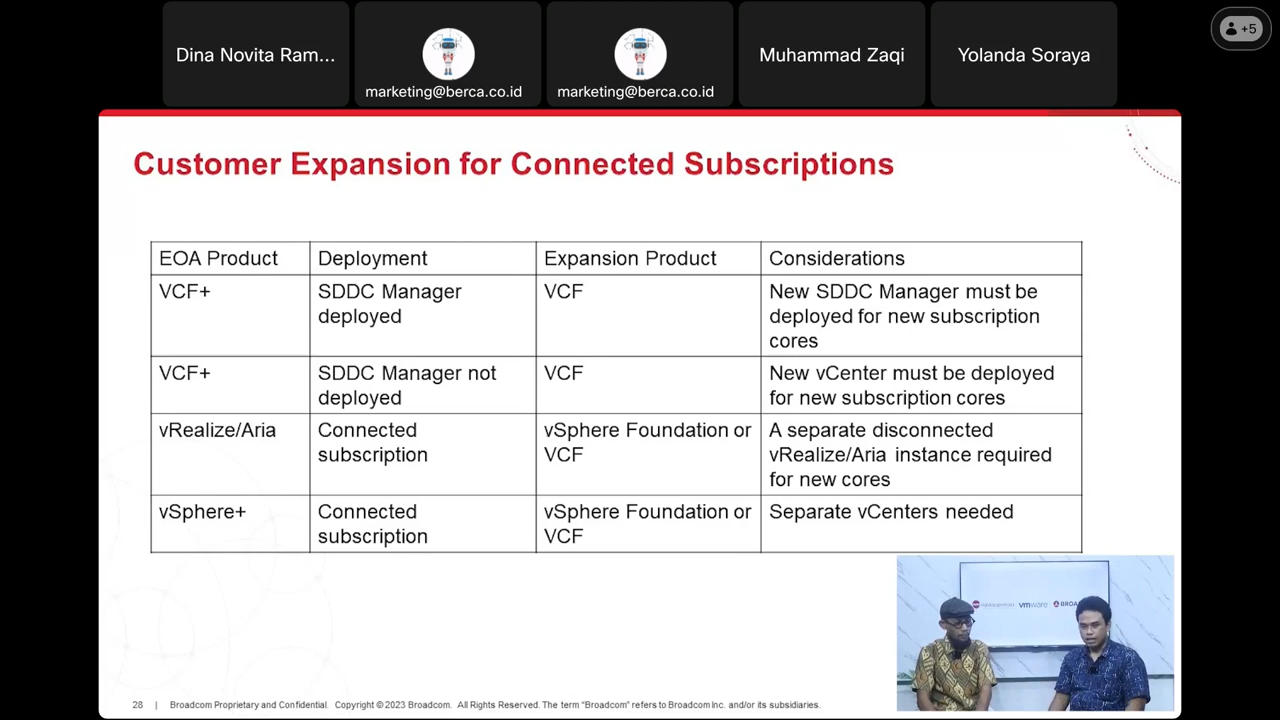 Dina Novita Ram...
marketing@berca.co.id
marketing@berca.co.id
Muhammad Zaqi
Yolanda Soraya
+5
Customer Expansion for Connected Subscriptions
EOA Product
Deployment
Expansion Product
Considerations
VCF+
SDDC Manager
deployed
VCF
New SDDC Manager must be
deployed for new subscription
cores
VCF+
SDDC Manager not
deployed
VCF
New vCenter must be deployed
for new subscription cores
vRealize/Aria
Connected
subscription
vSphere Foundation or
VCF
A separate disconnected
vRealize/Aria instance required
for new cores
vSphere+
Connected
subscription
vSphere Foundation or
VCF
Separate vCenters needed
vmware
28 | Broadcom Proprietary and Confidential. Copyright © 2023 Broadcom. All Rights Reserved. The term “Broadcom” refers to Broadcom Inc. and/or its subsidiaries.